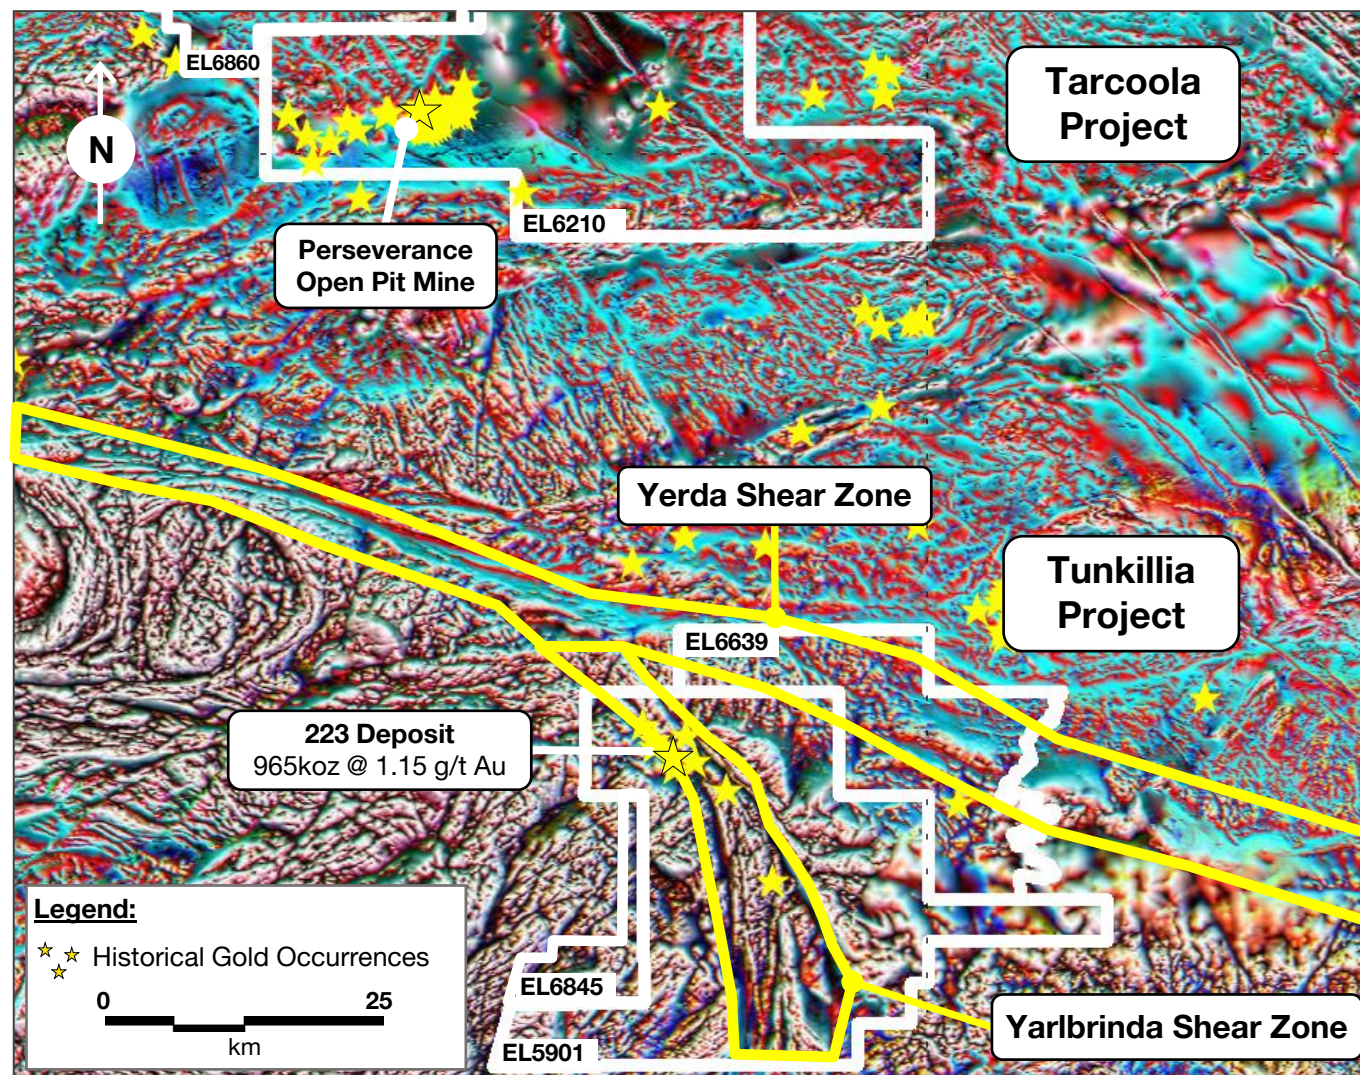 EL6860
Tarcoola
Project
N
EL6210
Perseverance
Open Pit Mine
Yerda Shear Zone
Tunkillia
Project
EL6639
223 Deposit
965koz @ 1.15 g/t Au
Legend:
Historical Gold Occurrences
0 25
km
EL6845
EL5901
Yarlbrinda Shear Zone